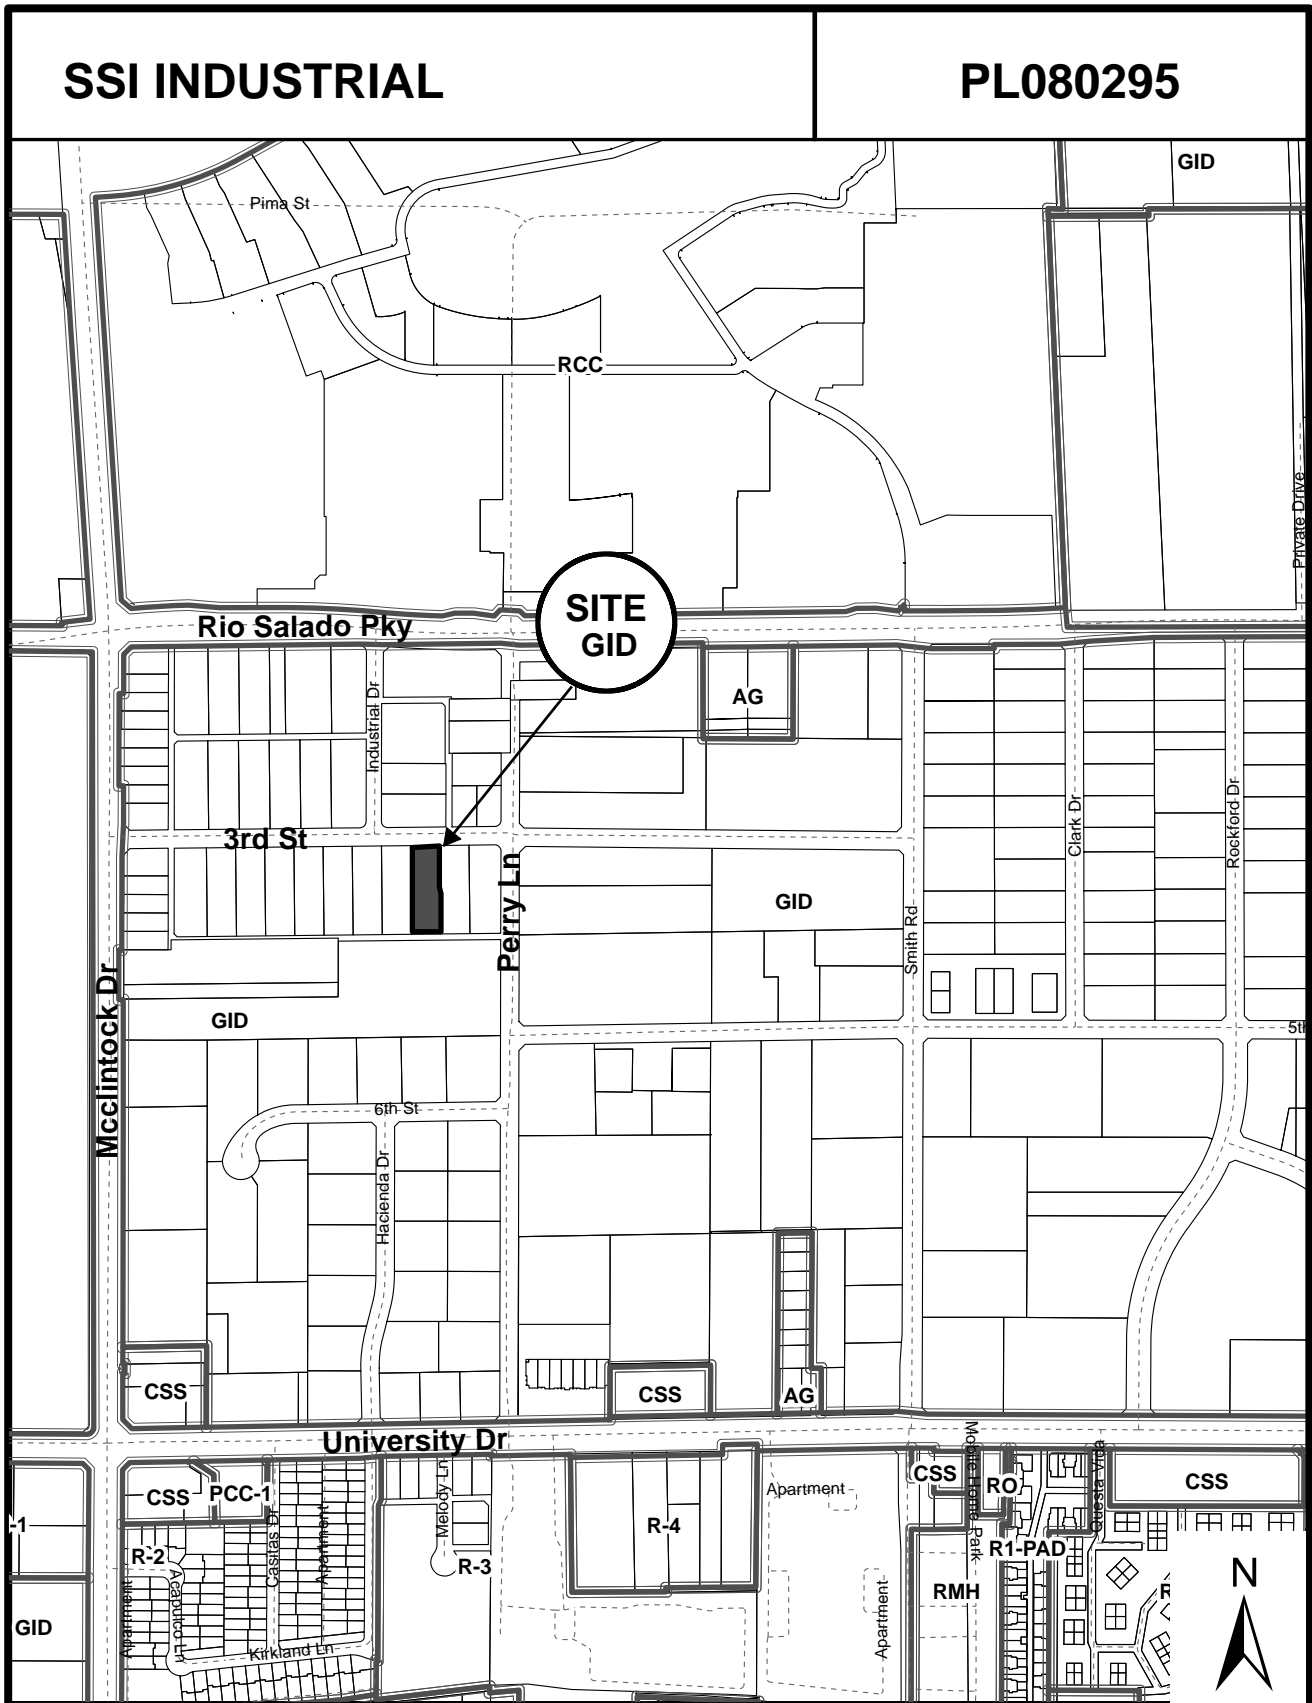 SSI INDUSTRIAL
PL080295
GID
Pima St
RCC
Private Drive
SITE
GID
Rio Salado Pky
AG
Industrial Dr
3rd St
Clark Dr
Rockford Dr
Perry Ln
GID
Smith Rd
Mcclintock Dr
GID
5th
6th St
Hacienda Dr
CSS
CSS
AG
University Dr
CSS
PCC-1
Melody Ln
Apartment
CSS
Mobile Home Park
RO
Questa Vida
CSS
-1
R-2
Casitas Dr
Apartment
R-3
R-4
R1-PAD
Apartment
Acapulco Ln
GID
Kirkland Ln
Apartment
RMH
N